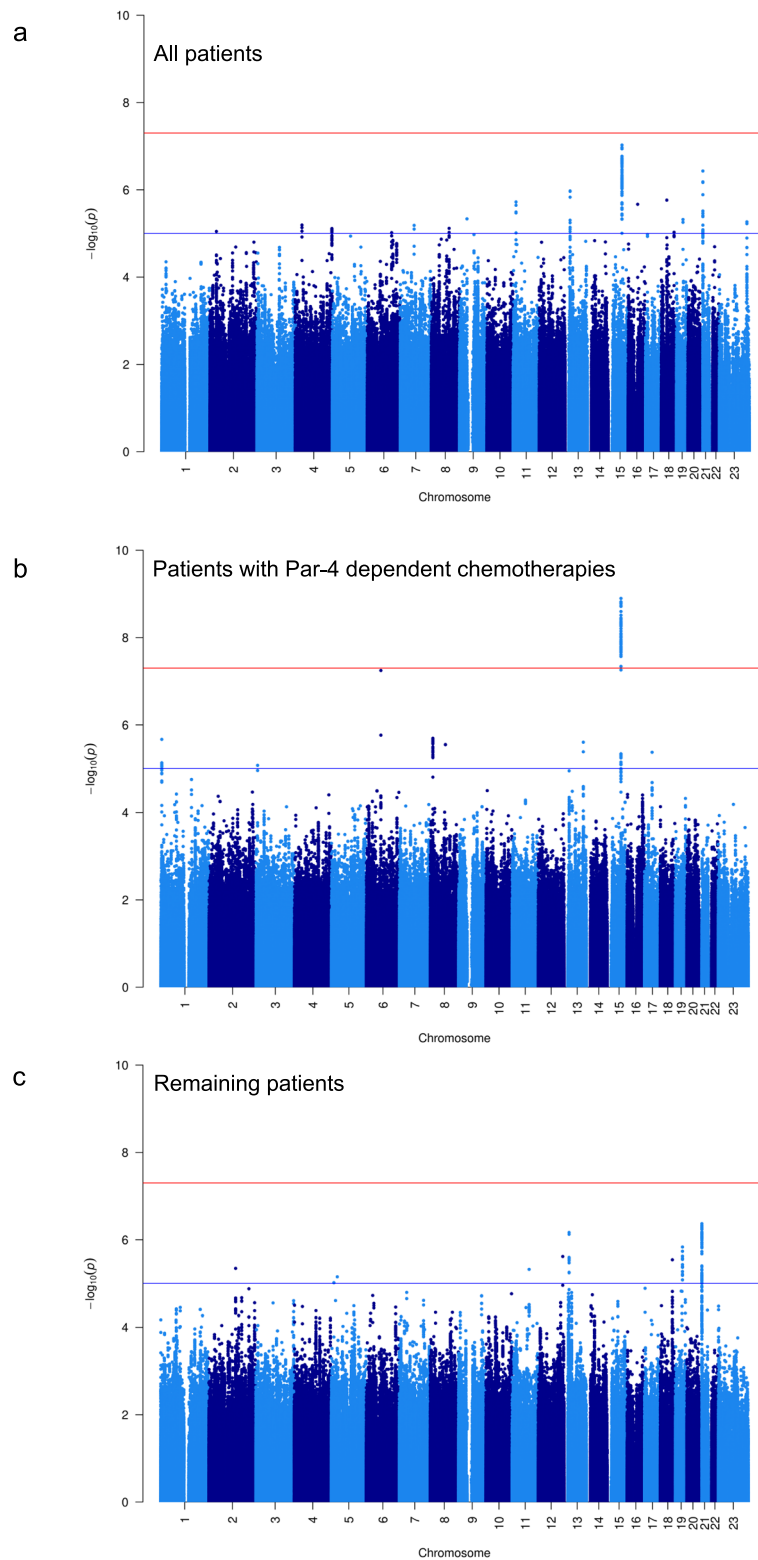 a
All patients
10
8
6
4
2
0
−log10(p)
1 2 3 4 5 6 7 8 9 10 11 12 13 14 15 16 17 18 19 20 21 22 23
Chromosome
b
Patients with Par-4 dependent chemotherapies
10
8
6
4
2
0
−log10(p)
1 2 3 4 5 6 7 8 9 10 11 12 13 14 15 16 17 18 19 20 21 22 23
Chromosome
c
Remaining patients
10
8
6
4
2
0
−log10(p)
1 2 3 4 5 6 7 8 9 10 11 12 13 14 15 16 17 18 19 20 21 22 23
Chromosome